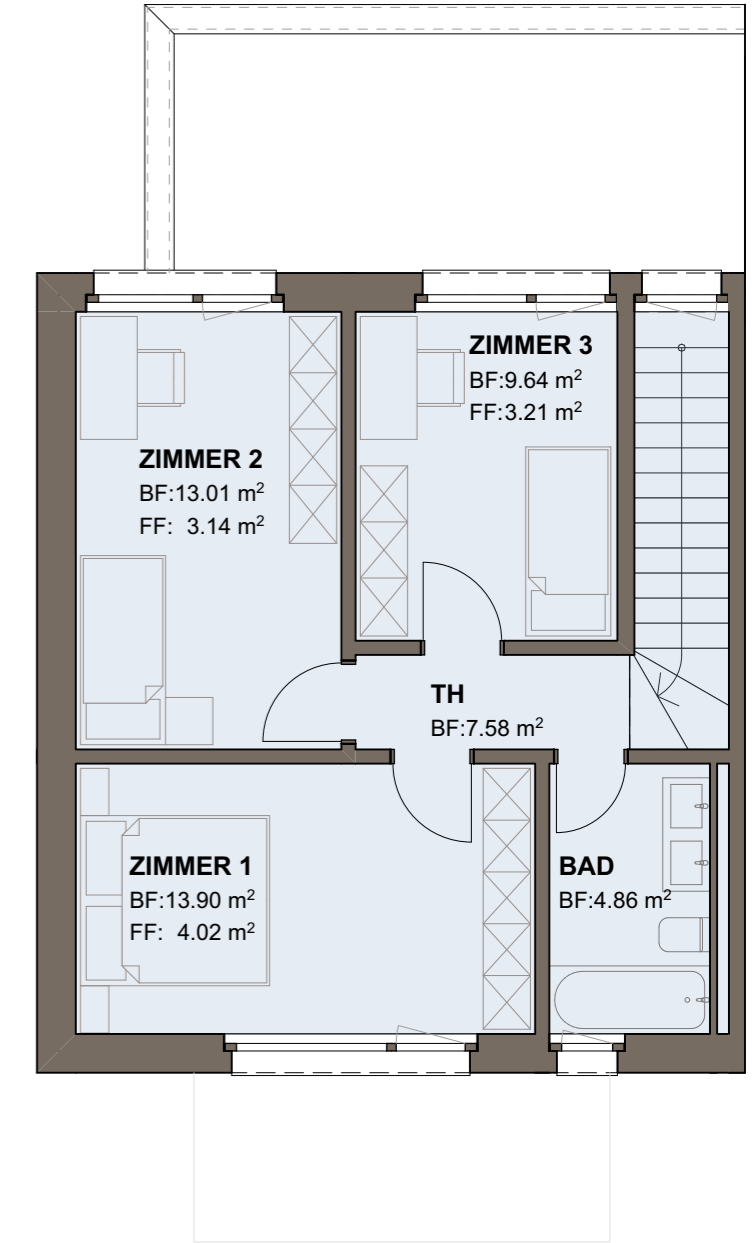 ZIMMER 3
BF:9.64 m²
FF:3.21 m²
ZIMMER 2
BF:13.01 m²
FF: 3.14 m²
TH
BF:7.58 m²
ZIMMER 1
BF:13.90 m²
FF: 4.02 m²
BAD
BF:4.86 m²